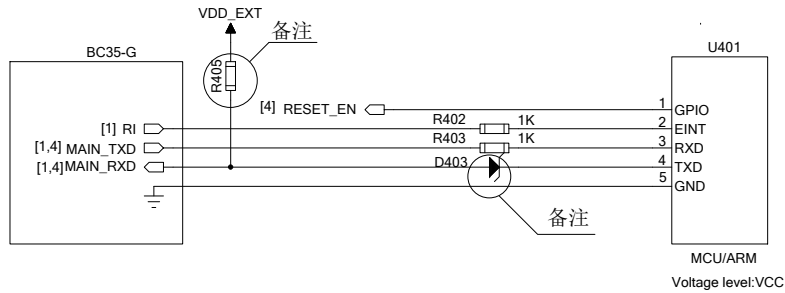 VDD_EXT
备注
BC35-G
U401
R405
[4] RESET_EN
1 GPIO
[1] RI
R402 1K
2 EINT
[1,4] MAIN_TXD
R403 1K
3 RXD
[1,4] MAIN_RXD
D403
4 TXD
5 GND
备注
MCU/ARM
Voltage level:VCC